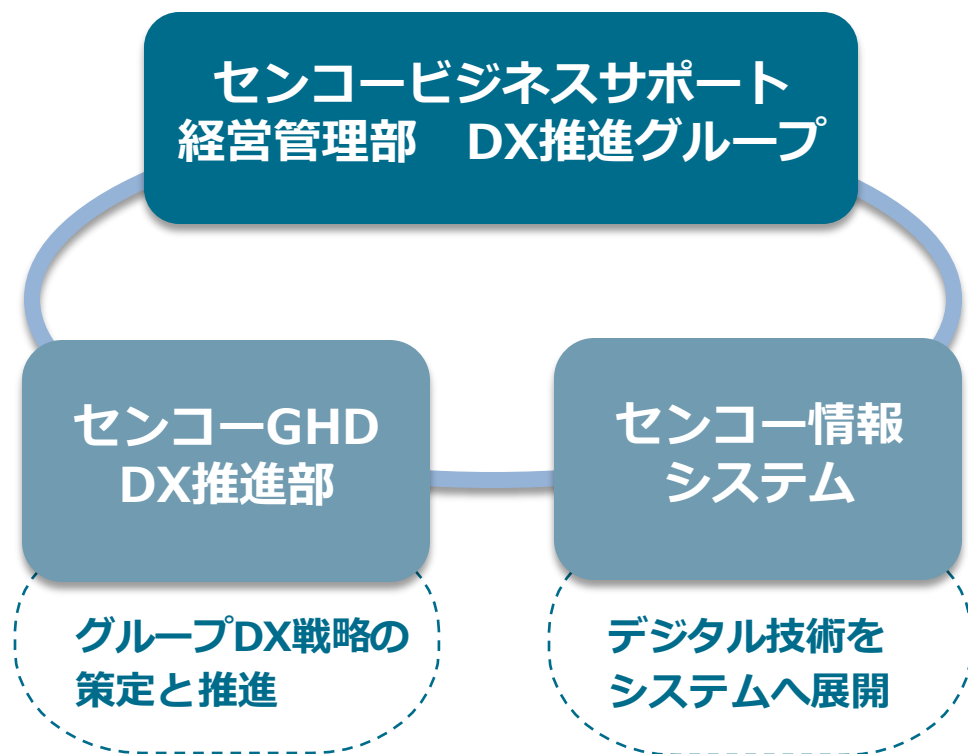 センコービジネスサポート
経営管理部　DX推進グループ
センコーGHD
DX推進部
センコー情報
システム
グループDX戦略の
策定と推進
デジタル技術を
システムへ展開